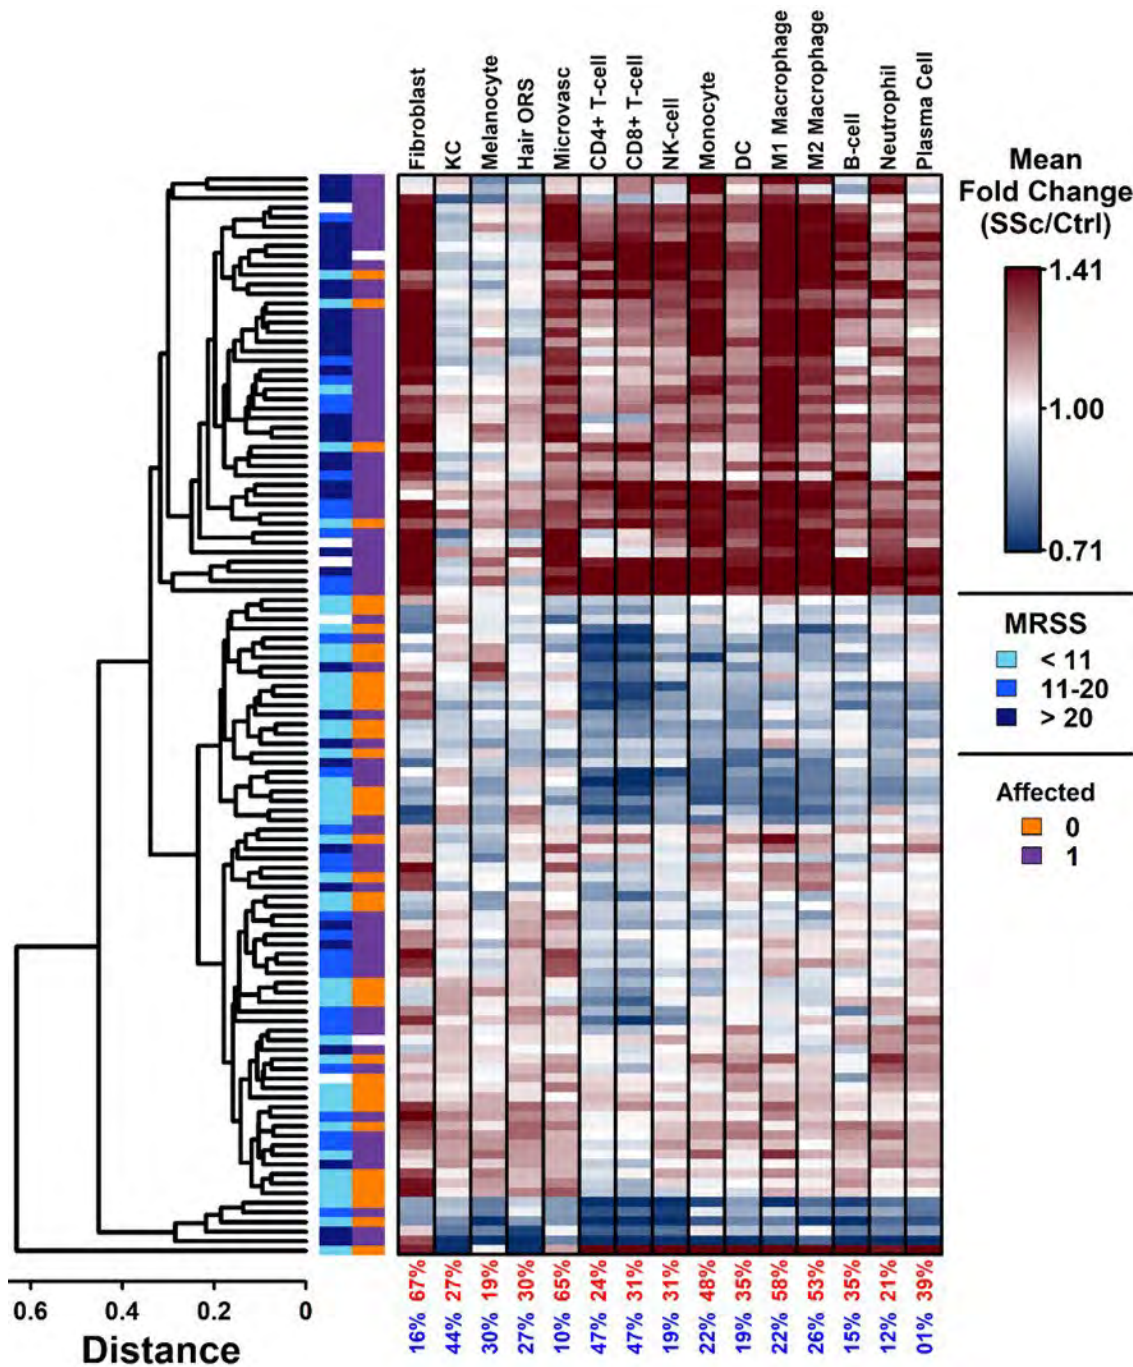 Fibroblast
KC
Melanocyte
Hair ORS
Microvasc
CD4+ T-cell
CD8+ T-cell
NK-cell
Monocyte
DC
M1 Macrophage
M2 Macrophage
B-cell
Neutrophil
Plasma Cell
Mean
Fold Change
(SSc/Ctrl)
1.41
1.00
0.71
MRSS
< 11
11-20
> 20
Affected
0
1
16% 67%
44% 27%
30% 19%
27% 30%
10% 65%
47% 24%
47% 31%
19% 31%
22% 48%
19% 35%
22% 58%
26% 53%
15% 35%
12% 21%
01% 39%
0.6 0.4 0.2 0
Distance